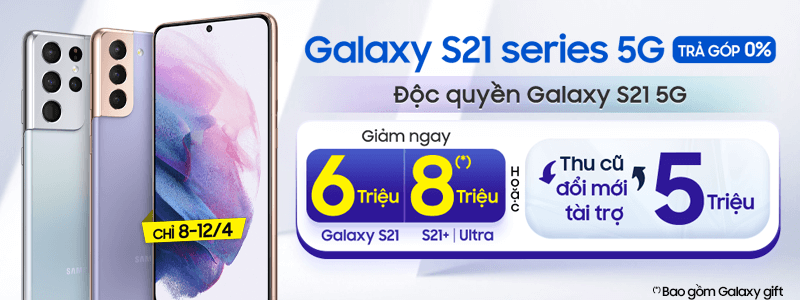 Galaxy S21 series 5G TRẢ GÓP 0%
Độc quyền Galaxy S21 5G
Giảm ngay
6 Triệu 8 Triệu (*)
Galaxy S21 S21+ | Ultra
HOẶC
Thu cũ
đổi mới
tài trợ
5 Triệu
CHỈ 8-12/4
SAMSUNG
(*) Bao gồm Galaxy gift